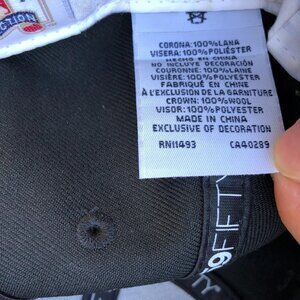 CTION
CORONA: 100%LANA
VISERA: 100%POLIÉSTER
HECHO EN CHINA
NO INCLUYE DECORACIÓN
COURONNE: 100%LAINE
VISIÈRE: 100%POLYESTER
FABRIQUÉ EN CHINE
À L'EXCLUSION DE LA GARNITURE
CROWN: 100%WOOL
VISOR: 100%POLYESTER
MADE IN CHINA
EXCLUSIVE OF DECORATION
RN11493 CA40289
9FIFTY